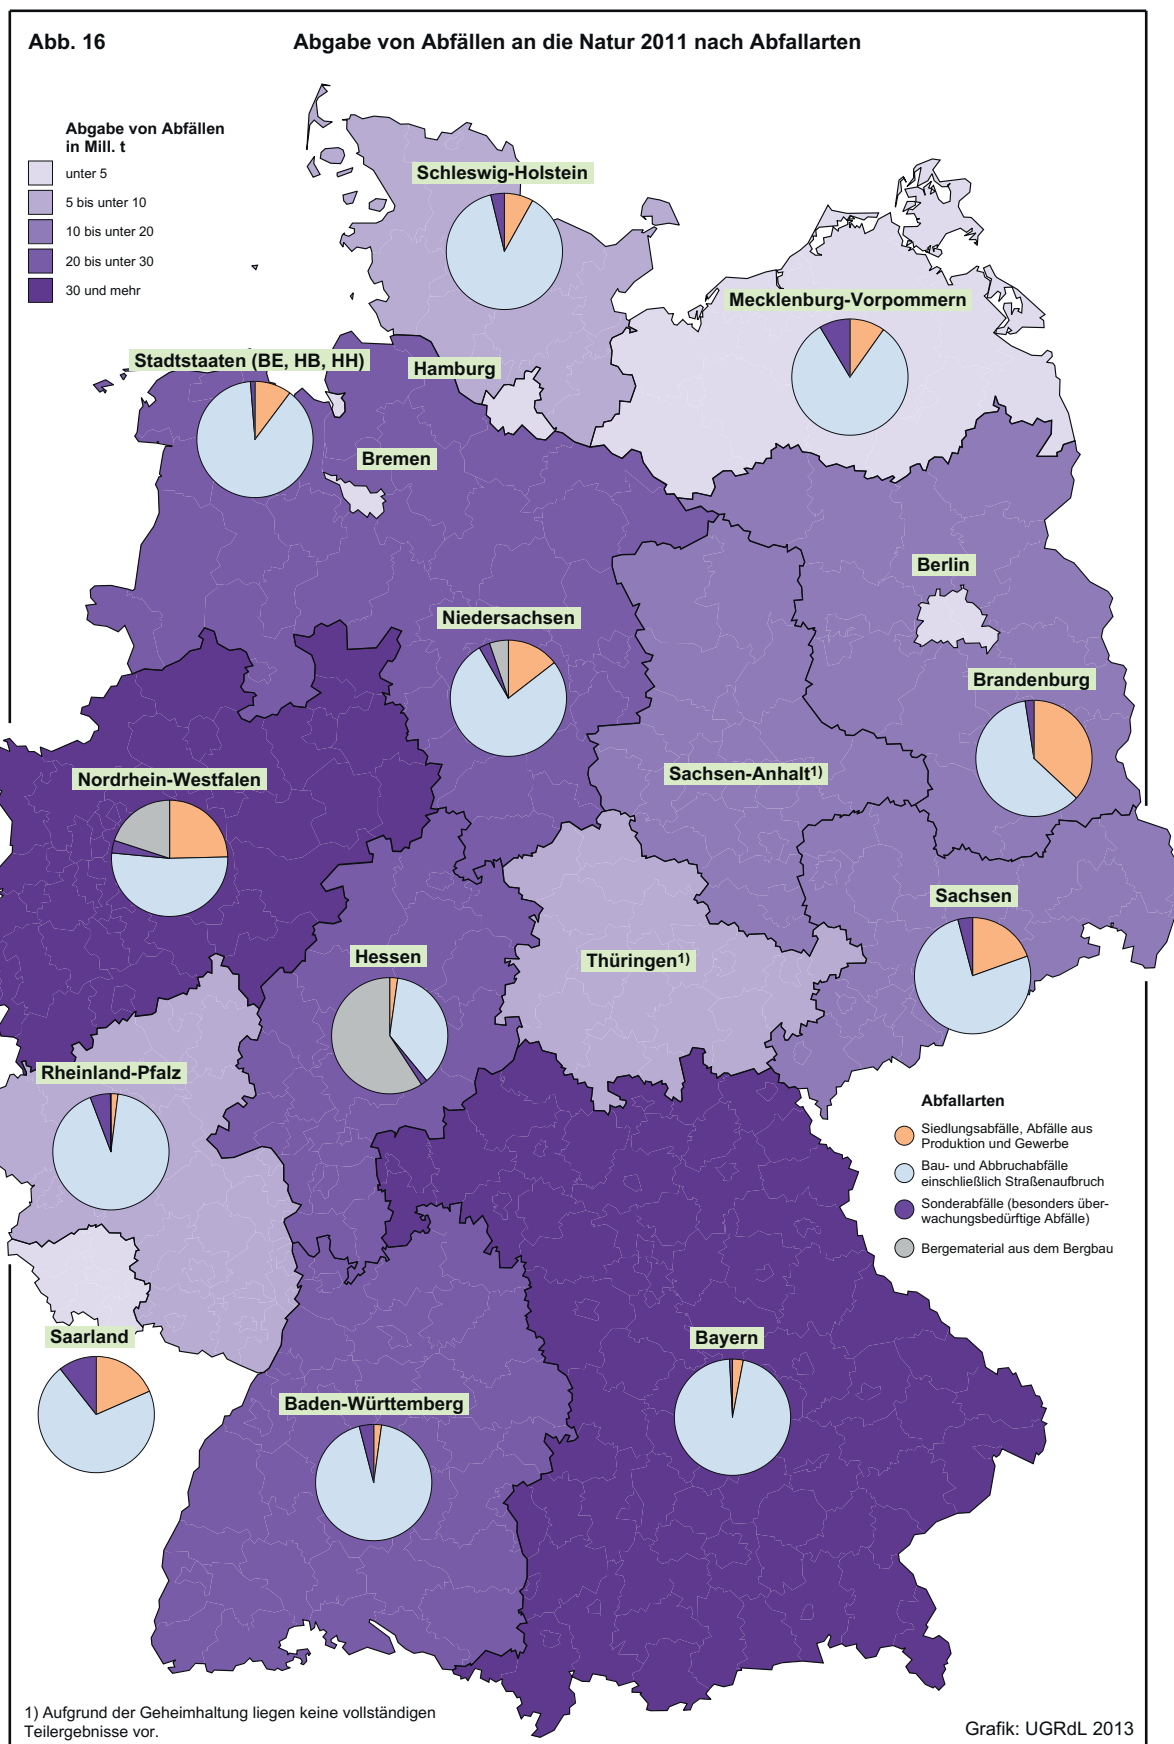 Abb. 16
Abgabe von Abfällen an die Natur 2011 nach Abfallarten
Abgabe von Abfällen
in Mill. t
unter 5
5 bis unter 10
10 bis unter 20
20 bis unter 30
30 und mehr
Schleswig-Holstein
Mecklenburg-Vorpommern
Stadtstaaten (BE, HB, HH)
Hamburg
Bremen
Berlin
Niedersachsen
Brandenburg
Sachsen-Anhalt1)
Nordrhein-Westfalen
Sachsen
Hessen
Thüringen1)
Rheinland-Pfalz
Abfallarten
Siedlungsabfälle, Abfälle aus
Produktion und Gewerbe
Bau- und Abbruchabfälle
einschließlich Straßenaufbruch
Sonderabfälle (besonders über-
wachungsbedürftige Abfälle)
Bergematerial aus dem Bergbau
Saarland
Bayern
Baden-Württemberg
1) Aufgrund der Geheimhaltung liegen keine vollständigen
Teilergebnisse vor.
Grafik: UGRdL 2013